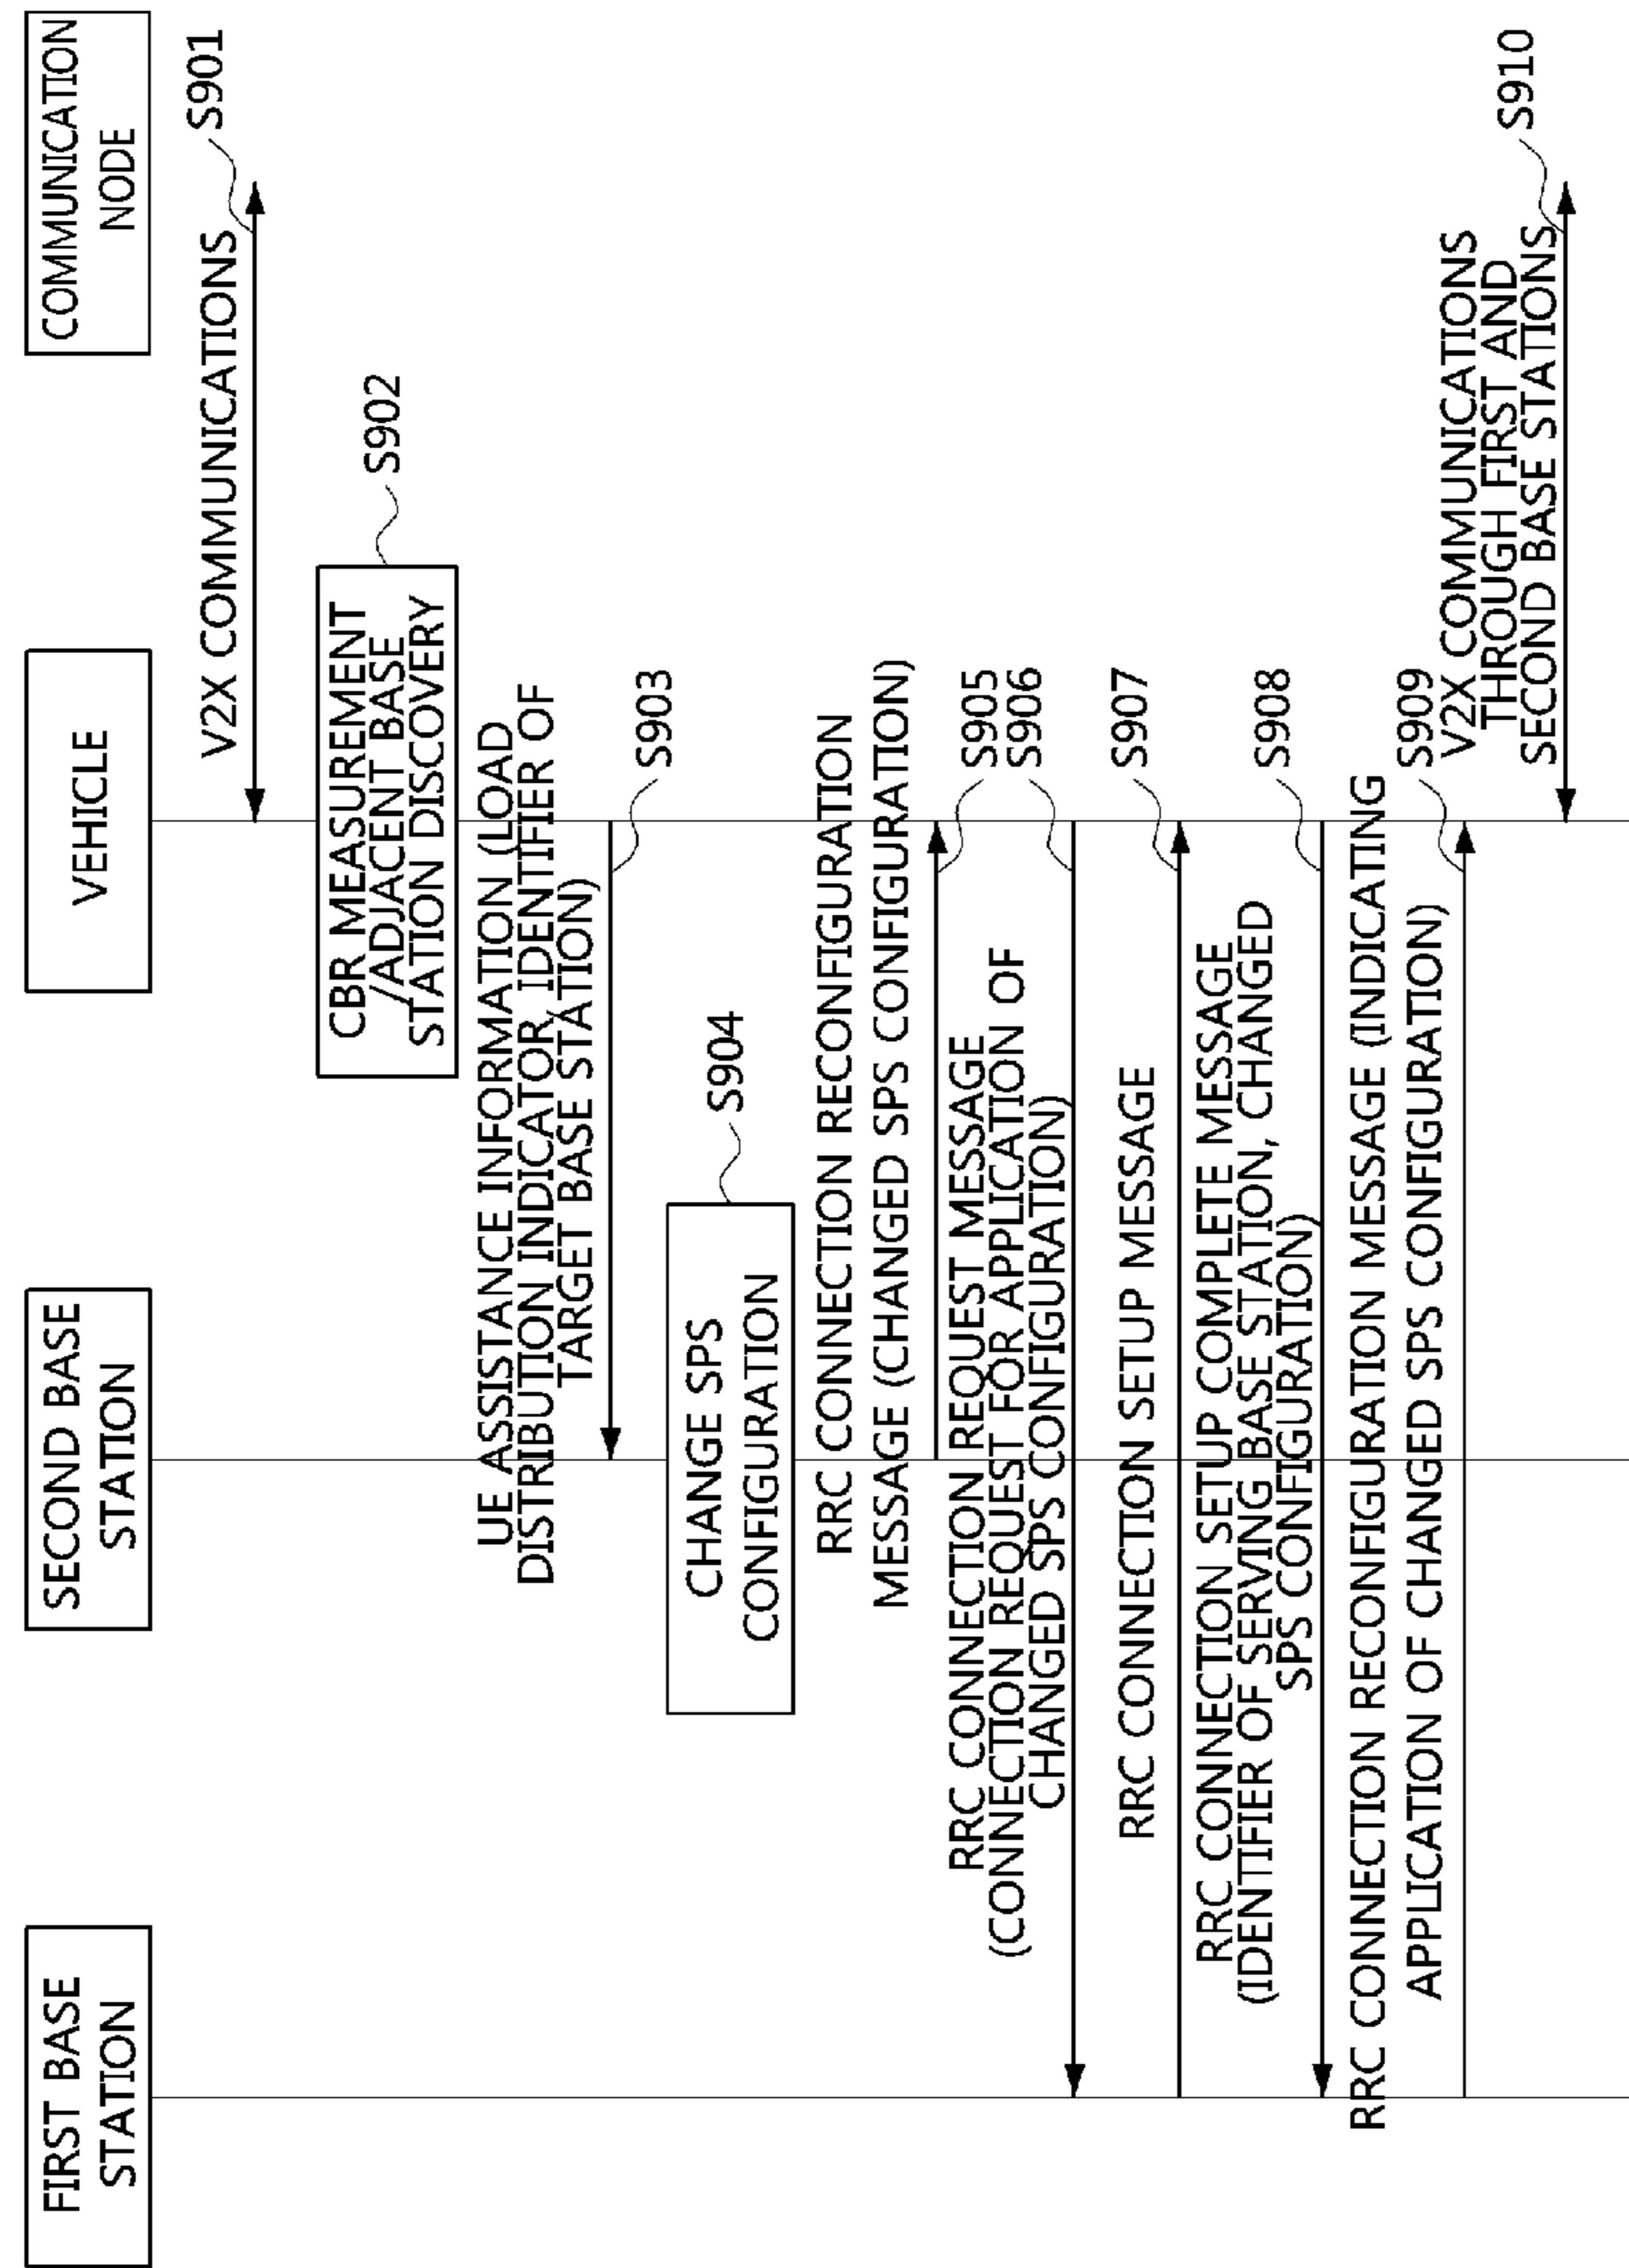 FIRST BASE
STATION
SECOND BASE
STATION
VEHICLE
COMMUNICATION
NODE
V2X COMMUNICATIONS
S901
CBR MEASUREMENT
/ADJACENT BASE
STATION DISCOVERY
S902
UE ASSISTANCE INFORMATION (LOAD
DISTRIBUTION INDICATOR, IDENTIFIER OF
TARGET BASE STATION)
S903
CHANGE SPS
CONFIGURATION
S904
RRC CONNECTION RECONFIGURATION
MESSAGE (CHANGED SPS CONFIGURATION)
S905
RRC CONNECTION REQUEST MESSAGE
(CONNECTION REQUEST FOR APPLICATION OF
CHANGED SPS CONFIGURATION)
S906
RRC CONNECTION SETUP MESSAGE
S907
RRC CONNECTION SETUP COMPLETE MESSAGE
(IDENTIFIER OF SERVING BASE STATION, CHANGED
SPS CONFIGURATION)
S908
RRC CONNECTION RECONFIGURATION MESSAGE (INDICATING
APPLICATION OF CHANGED SPS CONFIGURATION)
S909
V2X COMMUNICATIONS
THROUGH FIRST AND
SECOND BASE STATIONS
S910